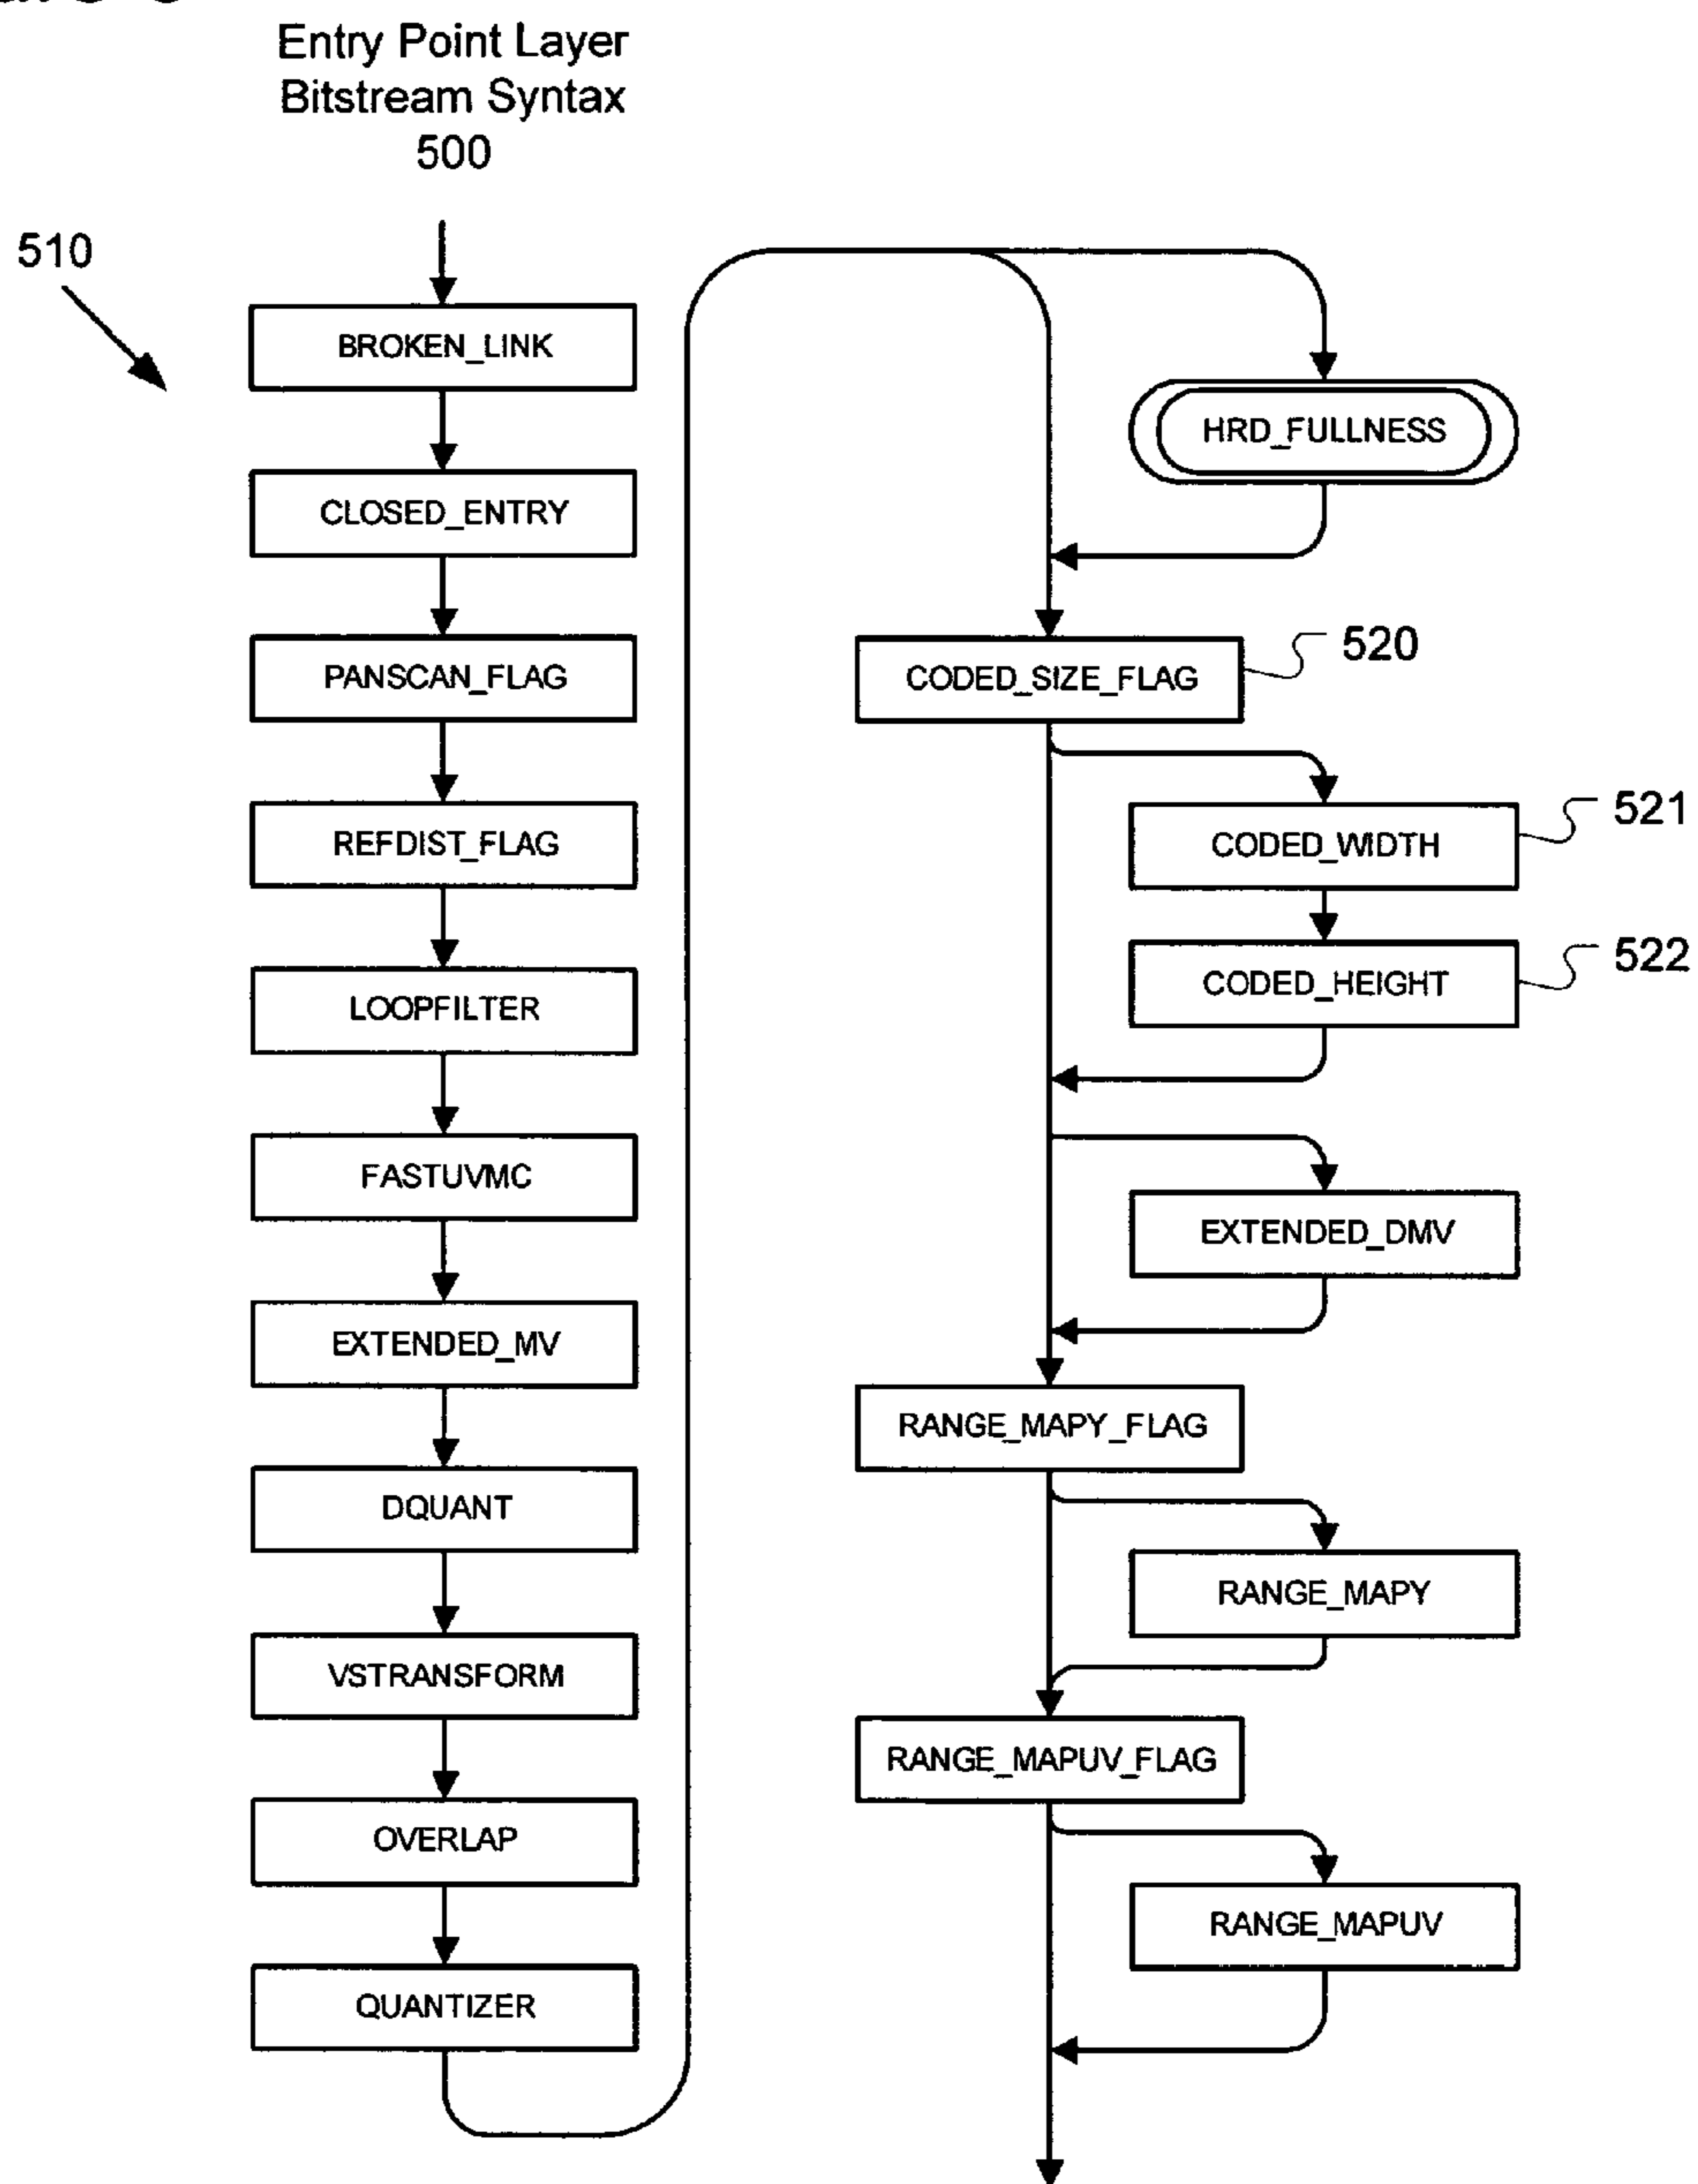 Entry Point Layer
Bitstream Syntax
500
510
BROKEN_LINK
CLOSED_ENTRY
PANSCAN_FLAG
REFDIST_FLAG
LOOPFILTER
FASTUVMC
EXTENDED_MV
DQUANT
VSTRANSFORM
OVERLAP
QUANTIZER
HRD_FULLNESS
CODED_SIZE_FLAG
520
CODED_WIDTH
521
CODED_HEIGHT
522
EXTENDED_DMV
RANGE_MAPY_FLAG
RANGE_MAPY
RANGE_MAPUV_FLAG
RANGE_MAPUV